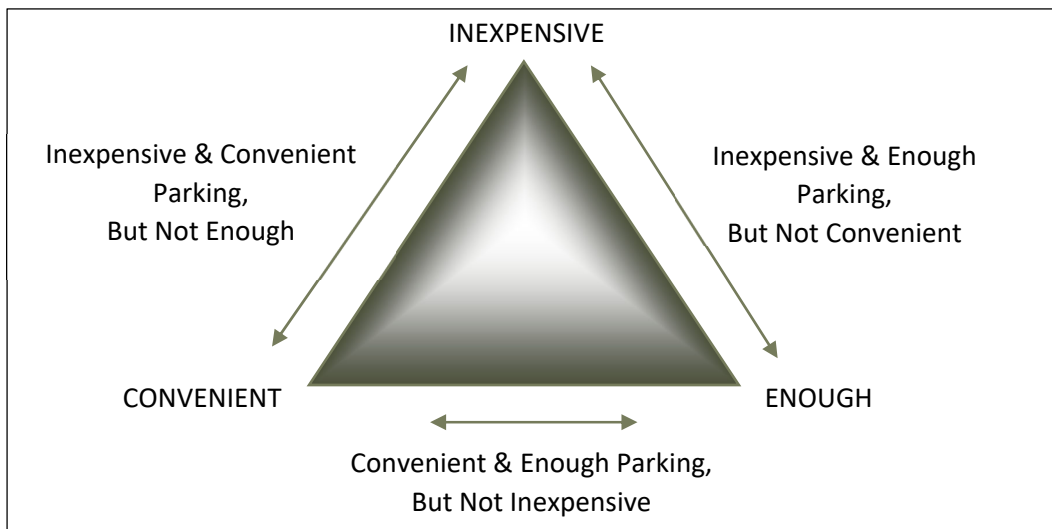 INEXPENSIVE
Inexpensive & Convenient
Parking,
But Not Enough
Inexpensive & Enough
Parking,
But Not Convenient
CONVENIENT
ENOUGH
Convenient & Enough Parking,
But Not Inexpensive